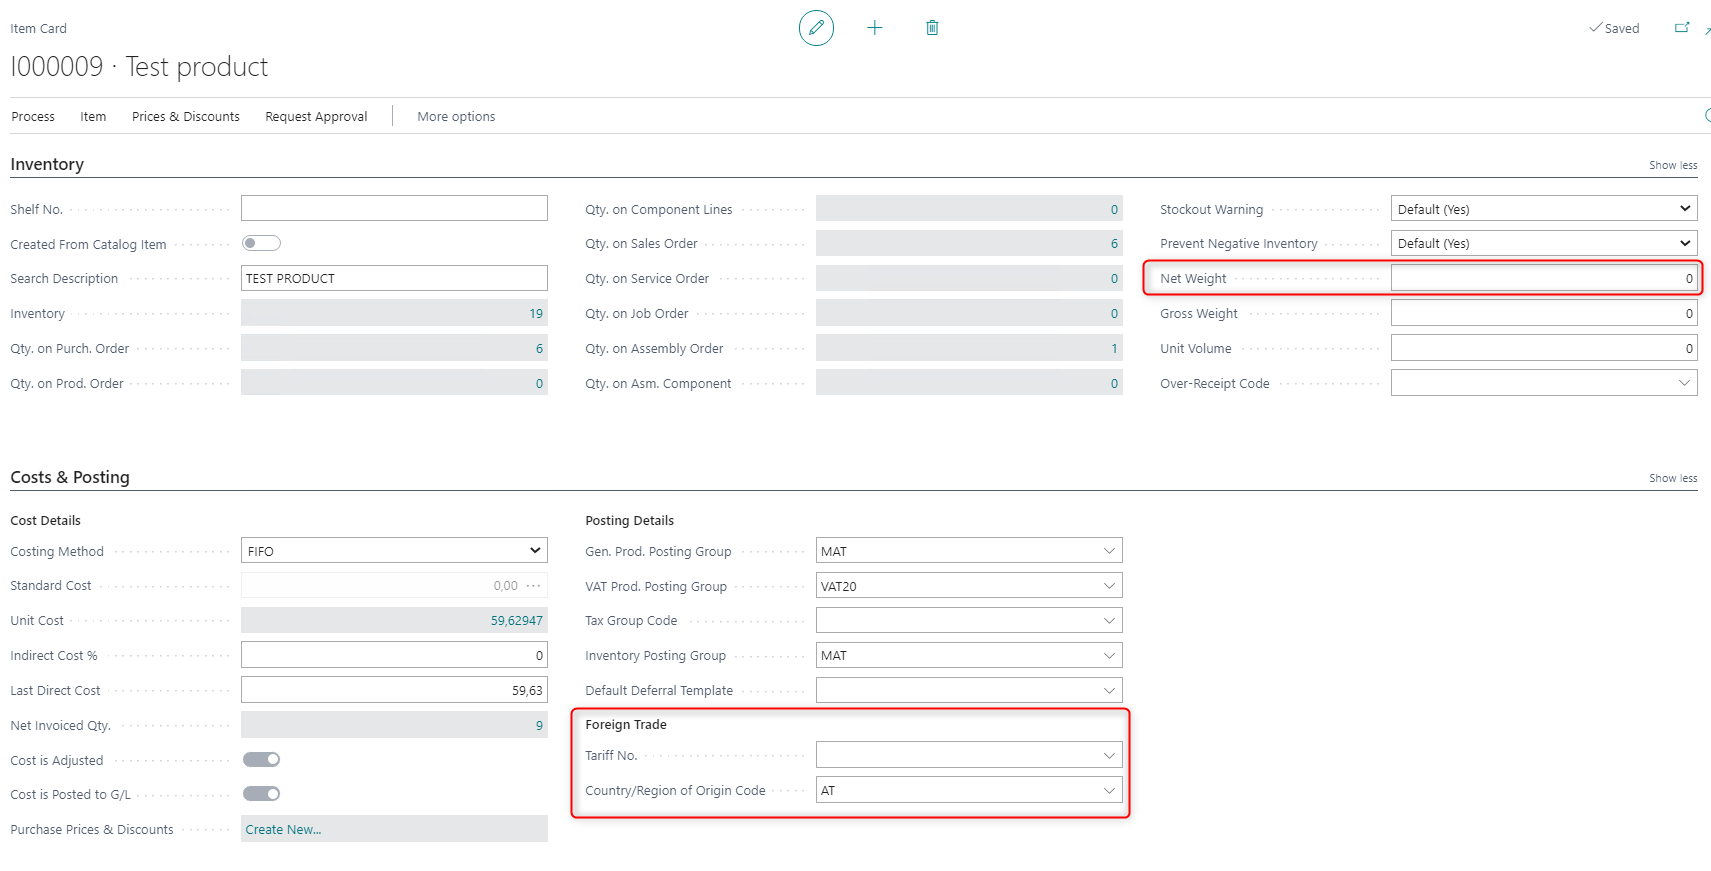 Item Card
Saved
I000009 · Test product
Process Item Prices & Discounts Request Approval More options
Inventory
Show less
Shelf No.
Created From Catalog Item
Search Description TEST PRODUCT
Inventory 19
Qty. on Purch. Order 6
Qty. on Prod. Order 0
Qty. on Component Lines 0
Qty. on Sales Order 6
Qty. on Service Order 0
Qty. on Job Order 0
Qty. on Assembly Order 1
Qty. on Asm. Component 0
Stockout Warning Default (Yes)
Prevent Negative Inventory Default (Yes)
Net Weight 0
Gross Weight 0
Unit Volume 0
Over-Receipt Code
Costs & Posting
Show less
Cost Details
Costing Method FIFO
Standard Cost 0,00 ···
Unit Cost 59,62947
Indirect Cost % 0
Last Direct Cost 59,63
Net Invoiced Qty. 9
Cost is Adjusted
Cost is Posted to G/L
Purchase Prices & Discounts Create New...
Posting Details
Gen. Prod. Posting Group MAT
VAT Prod. Posting Group VAT20
Tax Group Code
Inventory Posting Group MAT
Default Deferral Template
Foreign Trade
Tariff No.
Country/Region of Origin Code AT